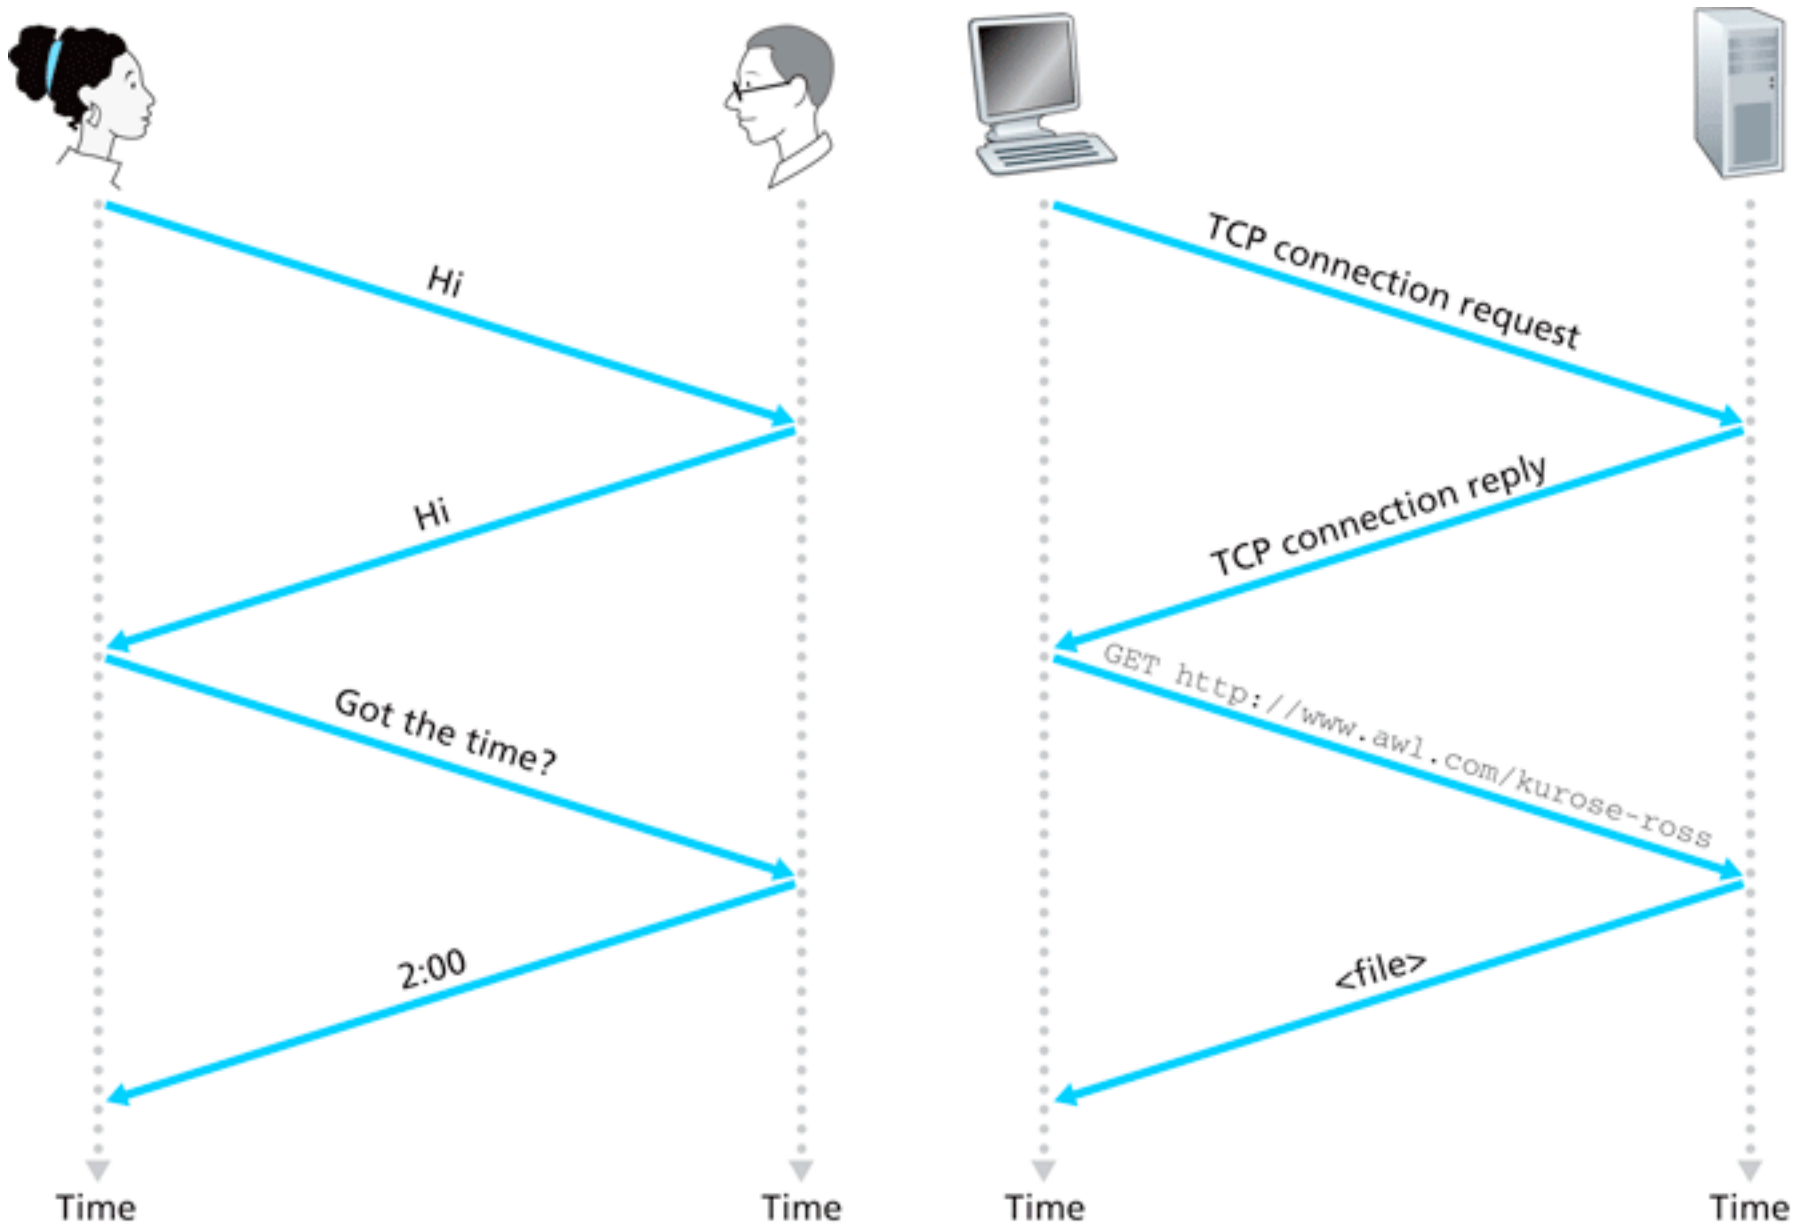 Hi
Hi
Got the time?
2:00
Time
Time
TCP connection request
TCP connection reply
GET http://www.awl.com/kurose-ross
<file>
Time
Time